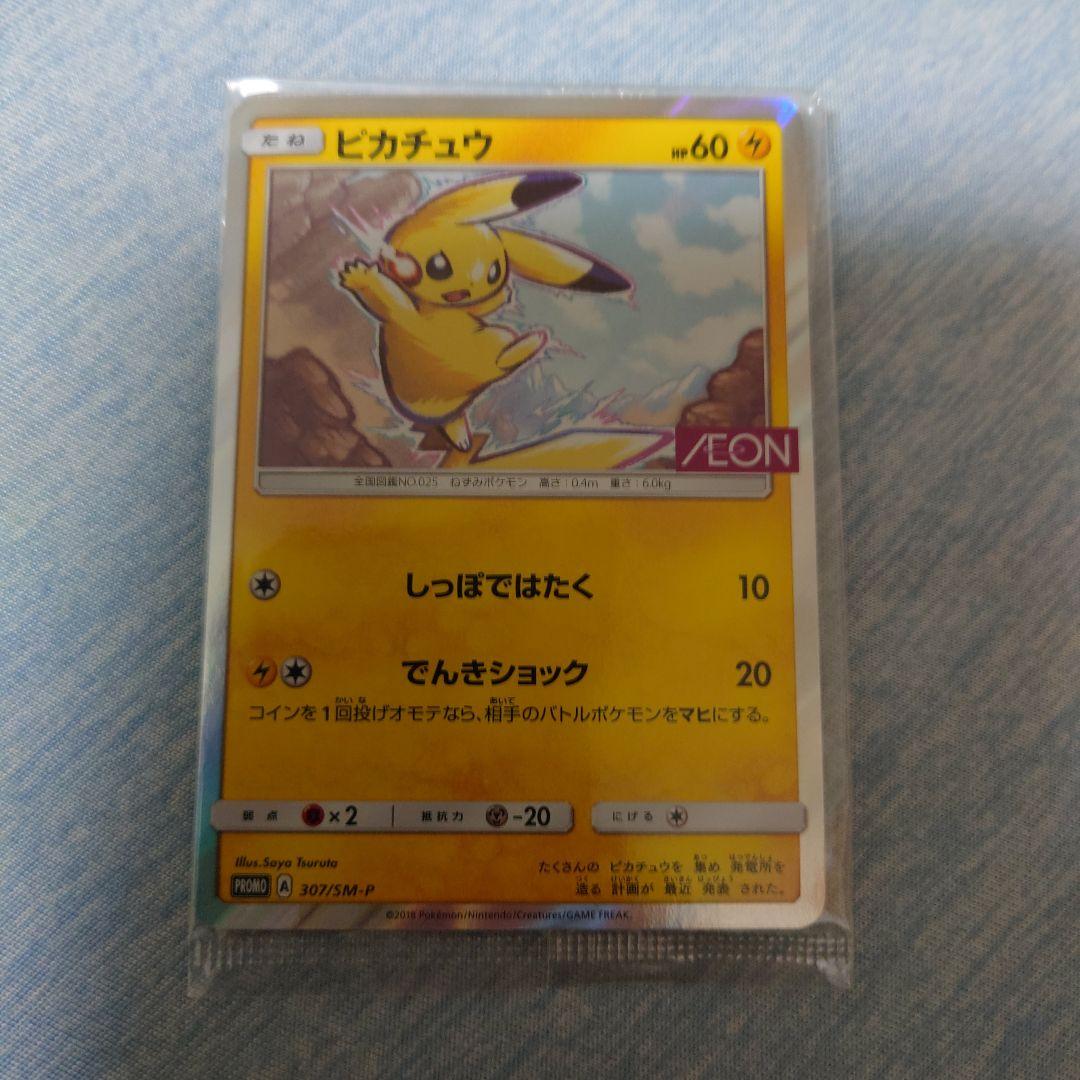 たね ピカチュウ HP60
ÆON
全国図鑑NO.025 ねずみポケモン 高さ:0.4m 重さ:6.0kg
しっぽではたく 10
でんきショック 20
コインを1回投げオモテなら、相手のバトルポケモンをマヒにする。
弱点 ×2 抵抗力 -20 にげる
Illus.Saya Tsuruta
たくさんの ピカチュウを 集め 発電所を
造る 計画が 最近 発表 された。
PROMO A 307/SM-P
©2018 Pokémon/Nintendo/Creatures/GAME FREAK.